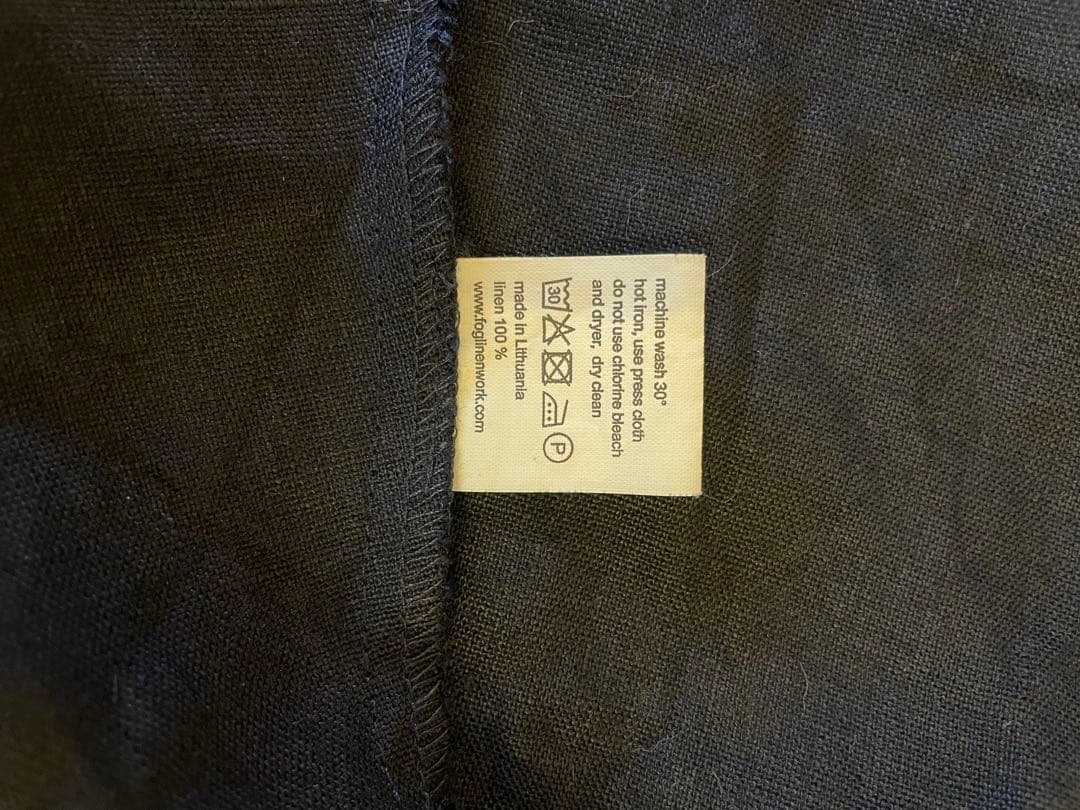 machine wash 30°
hot iron, use press cloth
do not use chlorine bleach
and dryer, dry clean
30 P
made in Lithuania
linen 100 %
www.foglinenwork.com